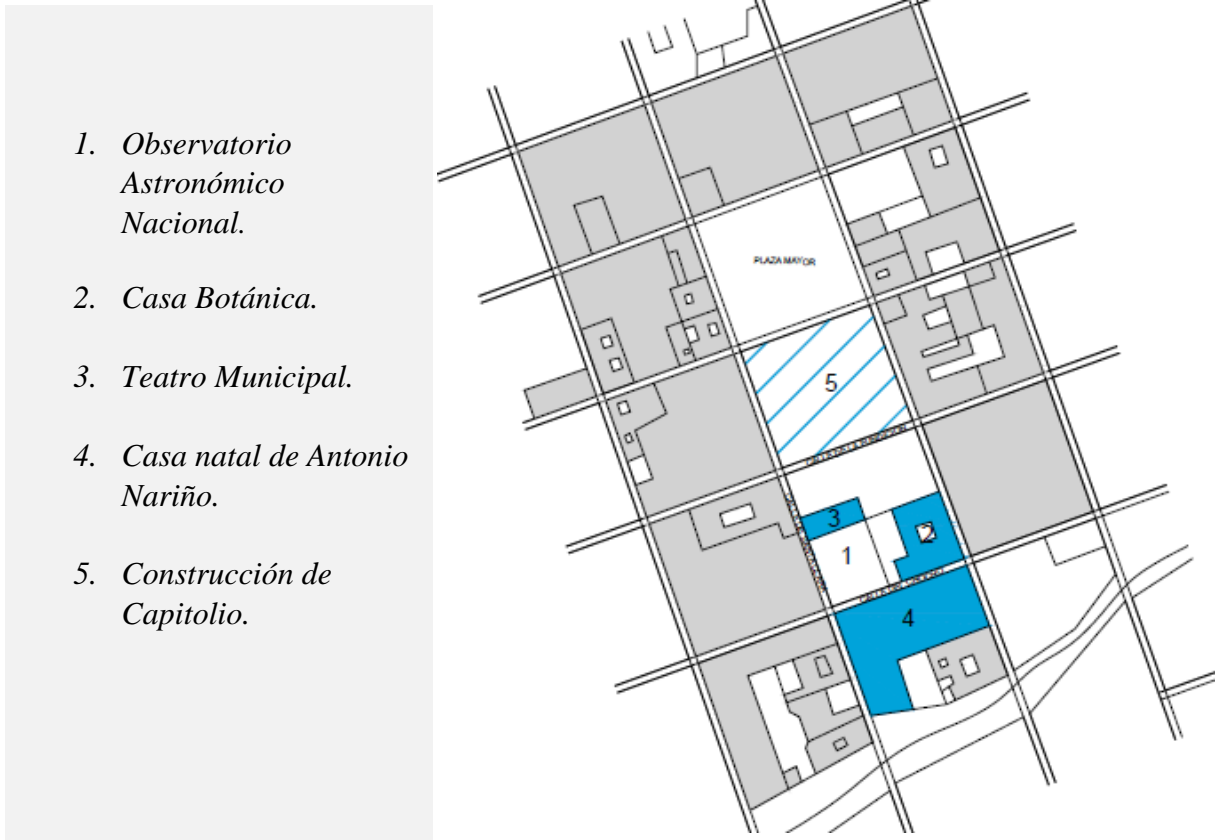 1. Observatorio
Astronómico
Nacional.
2. Casa Botánica.
3. Teatro Municipal.
4. Casa natal de Antonio
Nariño.
5. Construcción de
Capitolio.
PLAZA MAYOR
5
3
2
1
4